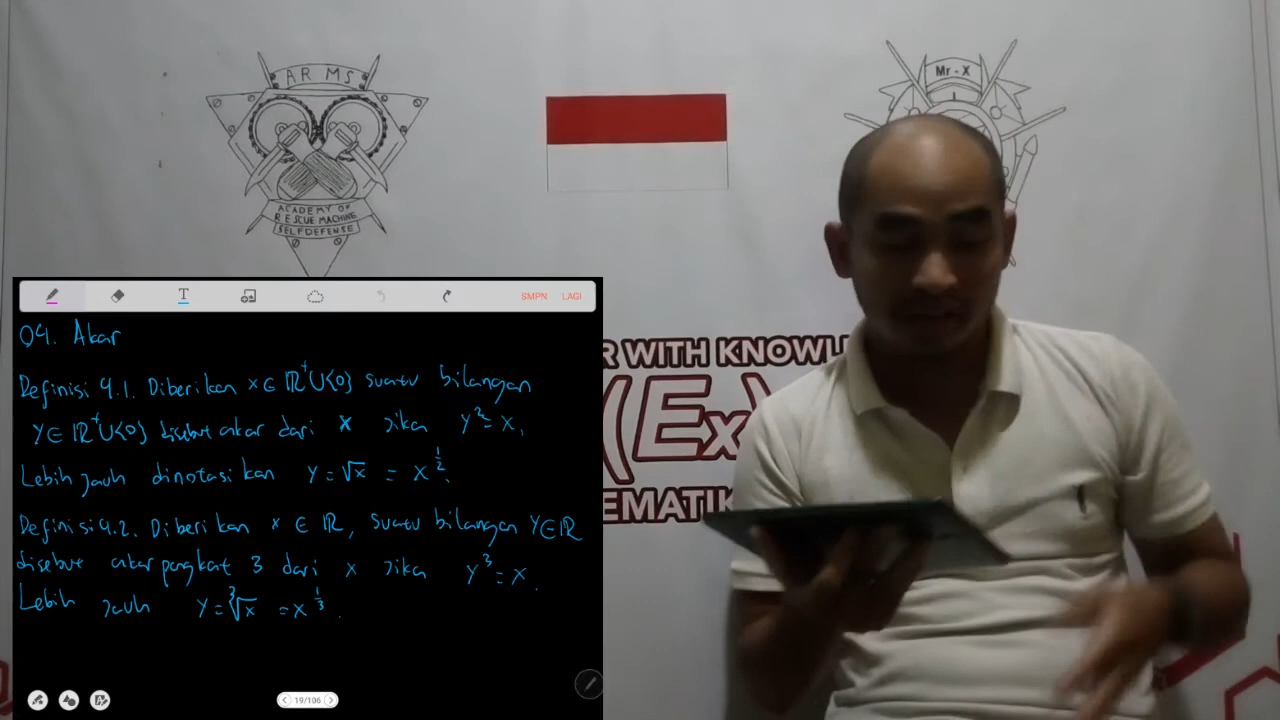 AR MS
ACADEMY OF
RESCUE MACHINE
SELFDEFENSE
Mr - X
R WITH KNOWL
(Ex)
EMATIK
SMPN LAGI
04. Akar
Definisi 4.1. Diberikan x ∈ ℝ⁺∪{0} suatu bilangan
y ∈ ℝ⁺∪{0} disebut akar dari x jika y² = x,
Lebih jauh dinotasikan y = √x = x^{1/2}.
Definisi 4.2. Diberikan x ∈ ℝ, suatu bilangan y ∈ ℝ
disebut akar pangkat 3 dari x jika y³ = x.
Lebih jauh y = ∛x = x^{1/3}.
19/106